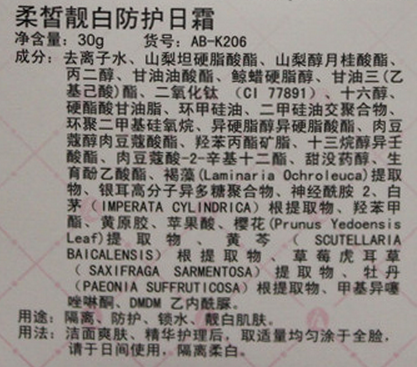 柔皙靓白防护日霜
净含量：30g 货号：AB-K206
成分：去离子水、山梨坦硬脂酸酯、山梨醇月桂酸酯、
丙二醇、甘油油酸酯、鲸蜡硬脂醇、甘油三(乙
基己酸)酯、二氧化钛 (CI 77891)、十六醇、
硬酯酸甘油脂、环甲硅油、二甲硅油交聚合物、
环聚二甲基硅氧烷、异硬脂醇异硬脂酸酯、肉豆
蔻醇肉豆蔻酸酯、羟苯丙酯矿脂、十三烷醇异壬
酸酯、肉豆蔻酸-2-辛基十二酯、甜没药醇、生
育酚乙酸酯、褐藻(Laminaria Ochroleuca)提取
物、银耳高分子异多糖聚合物、神经酰胺 2、白
茅（IMPERATA CYLINDRICA）根提取物、羟苯甲
酯、黄原胶、苹果酸、樱花(Prunus Yedoensis
Leaf)提取物、黄芩（SCUTELLARIA
BAICALENSIS）根提取物、草莓虎耳草
（SAXIFRAGA SARMENTOSA）提取物、牡丹
（PAEONIA SUFFRUTICOSA）根提取物、甲基异噻
唑啉酮、DMDM 乙内酰脲。
用途：隔离、防护、锁水、靓白肌肤。
用法：洁面爽肤、精华护理后，取适量均匀涂于全脸，
请于日间使用，隔离柔白。